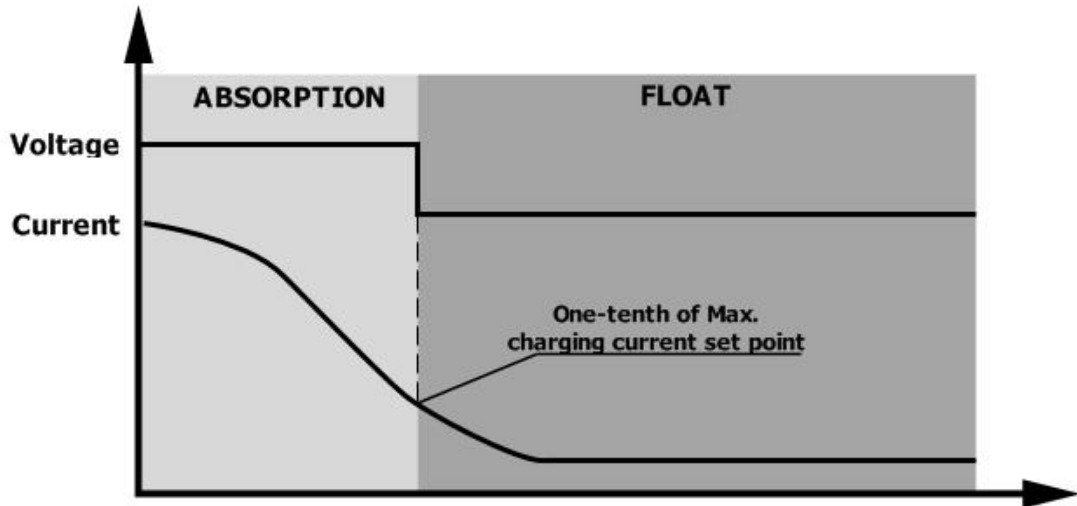 ABSORPTION
FLOAT
Voltage
Current
One-tenth of Max.
charging current set point